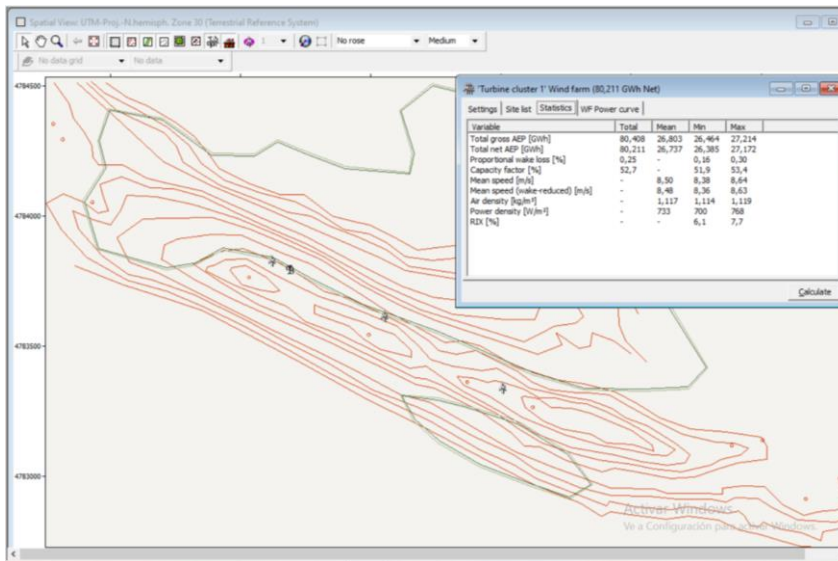 Spatial View: UTM-Proj.-N.hemisph. Zone 30 (Terrestrial Reference System)
No rose Medium
No data grid No data
4784500
4784000
4783500
4783000
'Turbine cluster 1' Wind farm (80,211 GWh Net)
Settings Site list Statistics WF Power curve
Variable Total Mean Min Max
Total gross AEP [GWh] 80,408 26,803 26,464 27,214
Total net AEP [GWh] 80,211 26,737 26,385 27,172
Proportional wake loss [%] 0,25 - 0,16 0,30
Capacity factor [%] 52,7 - 51,9 53,4
Mean speed [m/s] - 8,50 8,38 8,64
Mean speed (wake-reduced) [m/s] - 8,48 8,36 8,63
Air density [kg/m³] - 1,117 1,114 1,119
Power density [W/m²] - 733 700 768
RIX [%] - - 6,1 7,7
Calculate
Activar Windows
Ve a Configuración para activar Windows.